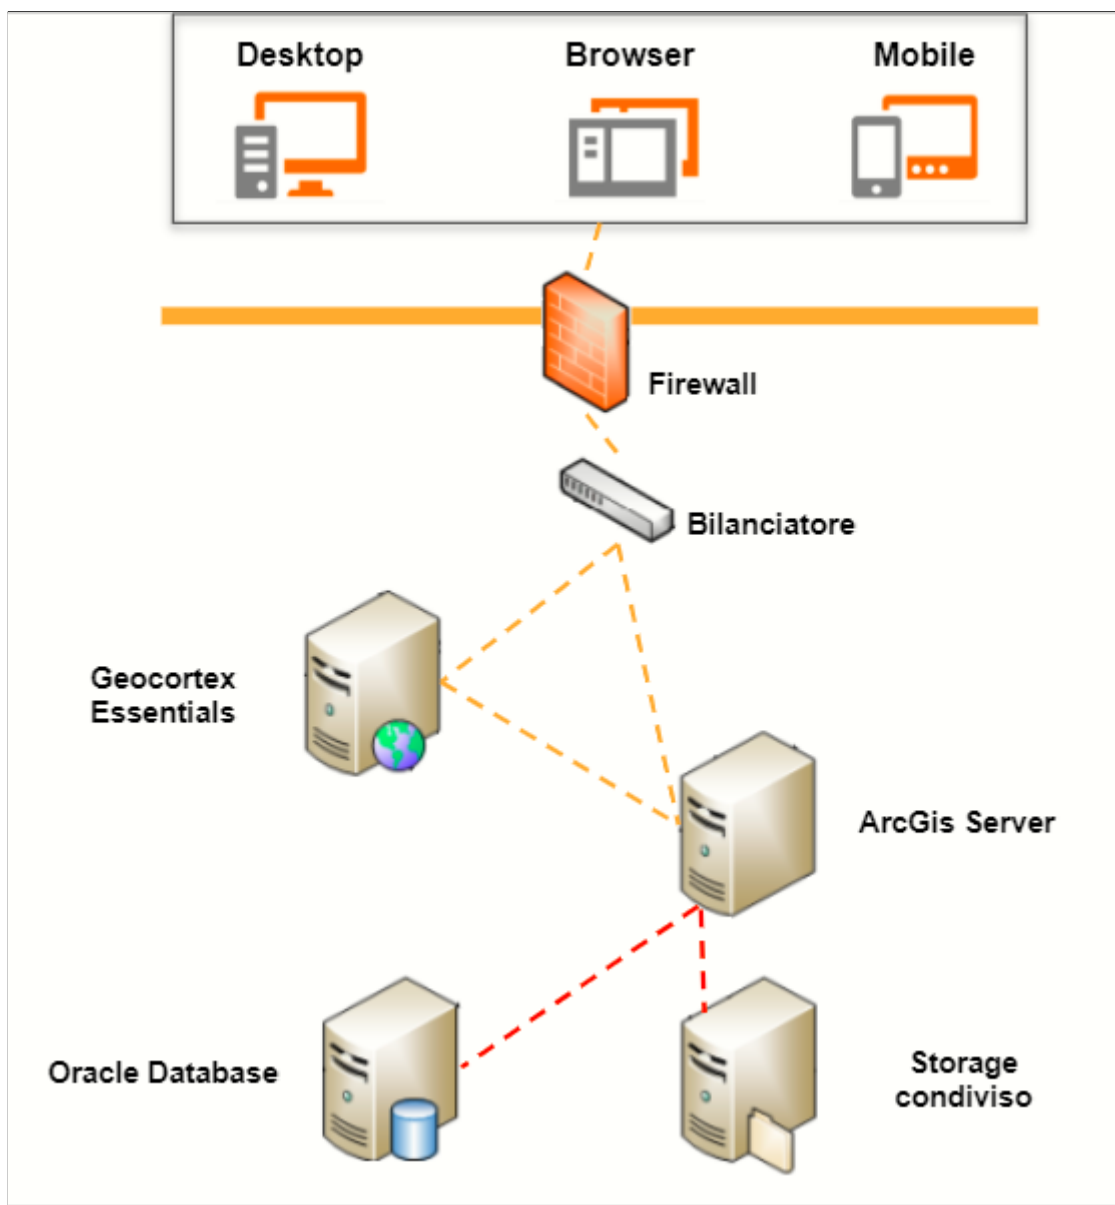 Desktop
Browser
Mobile
Firewall
Bilanciatore
Geocortex
Essentials
ArcGis Server
Oracle Database
Storage
condiviso